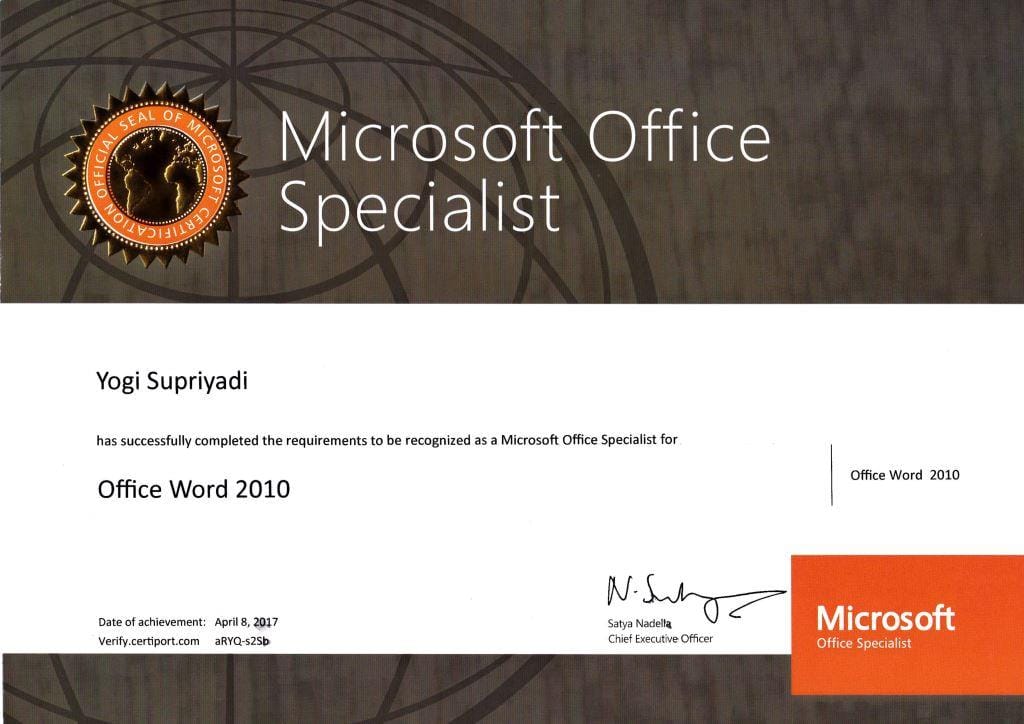 OFFICIAL SEAL OF MICROSOFT CERTIFICATION
Microsoft Office
Specialist
Yogi Supriyadi
has successfully completed the requirements to be recognized as a Microsoft Office Specialist for
Office Word 2010
Office Word 2010
N. S
Date of achievement: April 8, 2017
Verify.certiport.com aRYQ-s2Sb
Satya Nadella
Chief Executive Officer
Microsoft
Office Specialist